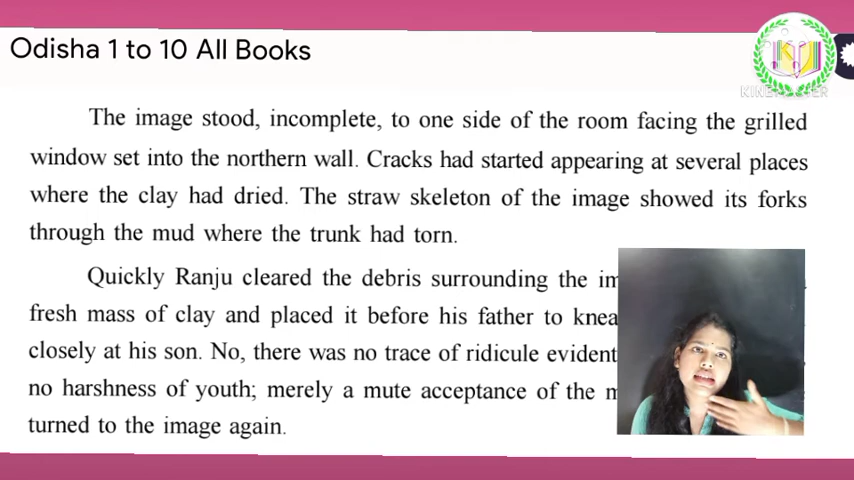 Odisha 1 to 10 All Books
KINEMASTER
The image stood, incomplete, to one side of the room facing the grilled
window set into the northern wall. Cracks had started appearing at several places
where the clay had dried. The straw skeleton of the image showed its forks
through the mud where the trunk had torn.
Quickly Ranju cleared the debris surrounding the
fresh mass of clay and placed it before his father to
closely at his son. No, there was no trace of ridicule evident
no harshness of youth; merely a mute acceptance of the
turned to the image again.